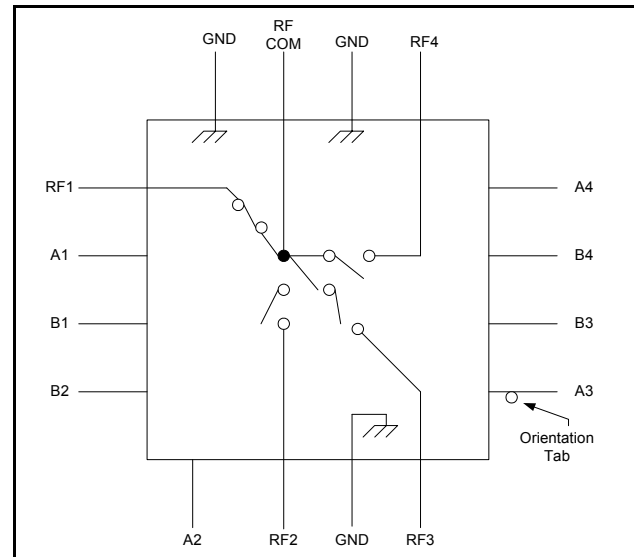 GND
RF
COM
GND
RF4
RF1
A4
A1
B4
B1
B3
B2
A3
Orientation
Tab
A2
RF2
GND
RF3